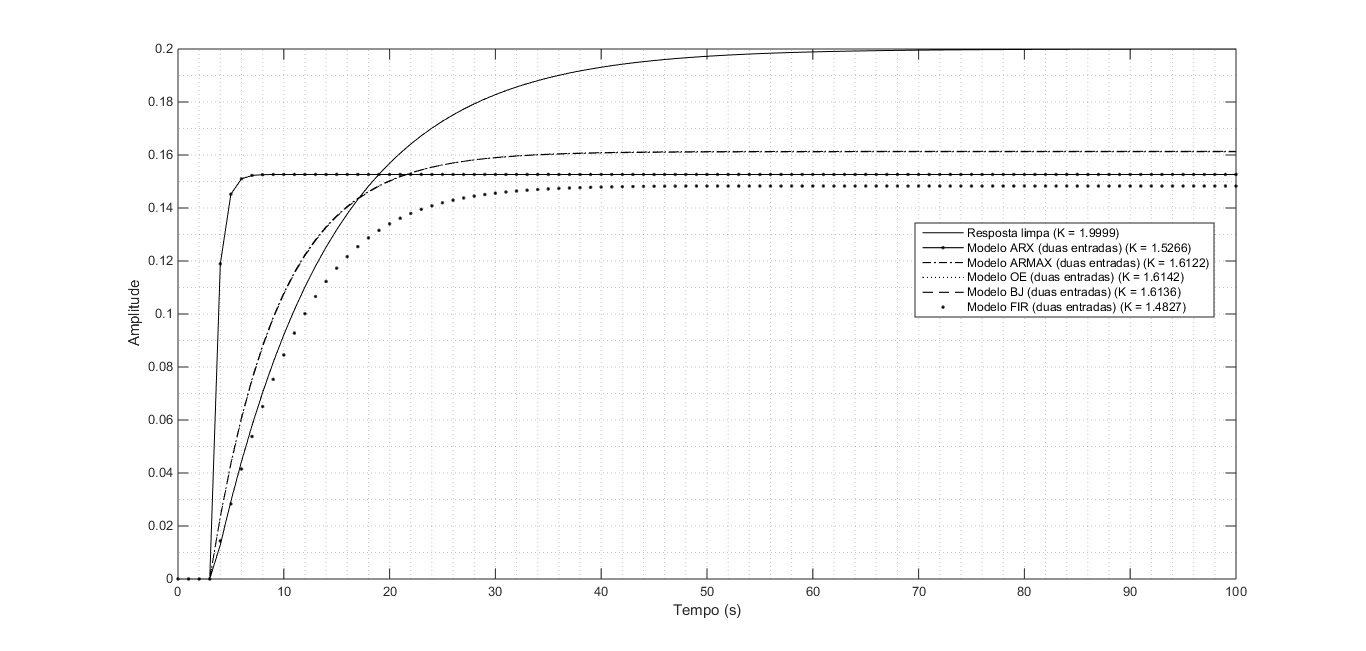 0.2
0.18
0.16
0.14
0.12
0.1
0.08
0.06
0.04
0.02
0
Amplitude
Resposta limpa (K = 1.9999)
Modelo ARX (duas entradas) (K = 1.5266)
Modelo ARMAX (duas entradas) (K = 1.6122)
Modelo OE (duas entradas) (K = 1.6142)
Modelo BJ (duas entradas) (K = 1.6136)
Modelo FIR (duas entradas) (K = 1.4827)
0 10 20 30 40 50 60 70 80 90 100
Tempo (s)